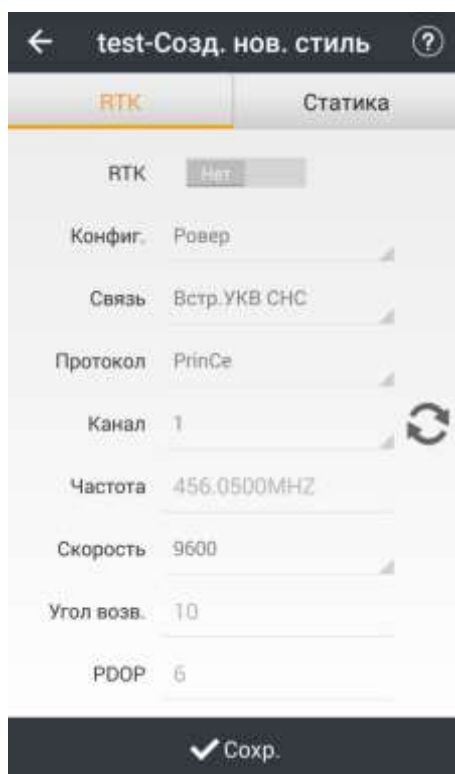 test-Созд. нов. стиль ?
RTK Статика
RTK Нет
Конфиг. Ровер
Связь Встр.УКВ CHC
Протокол PrinCe
Канал 1
Частота 456.0500MHZ
Скорость 9600
Угол возв. 10
PDOP 6
Сохр.